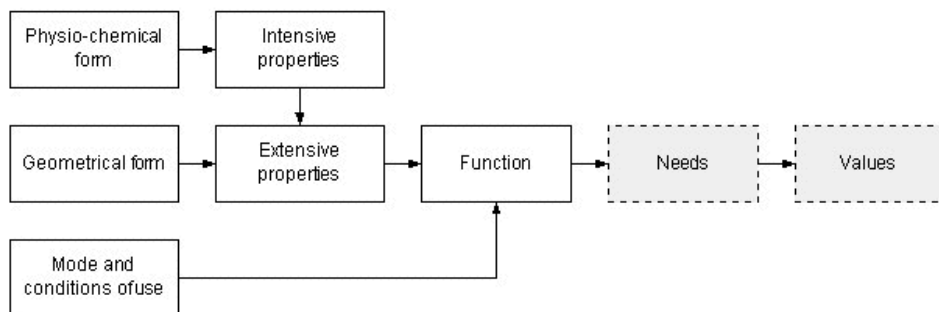 Physio-chemical
form
Intensive
properties
Geometrical form
Extensive
properties
Function
Needs
Values
Mode and
conditions ofuse